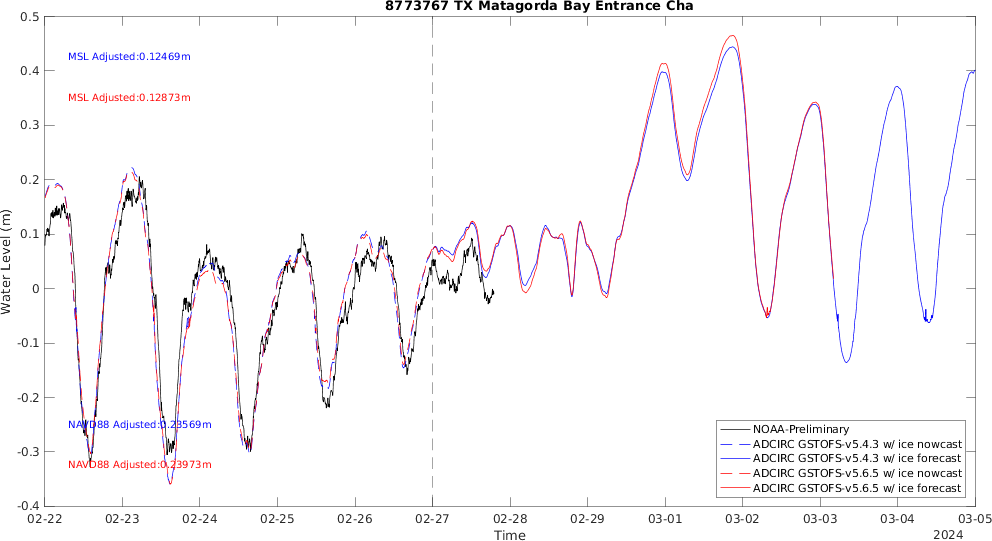 8773767 TX Matagorda Bay Entrance Cha
0.5
0.4
0.3
0.2
0.1
0
-0.1
-0.2
-0.3
-0.4
Water Level (m)
MSL Adjusted:0.12469m
MSL Adjusted:0.12873m
NAVD88 Adjusted:0.23569m
NAVD88 Adjusted:0.23973m
NOAA-Preliminary
ADCIRC GSTOFS-v5.4.3 w/ ice nowcast
ADCIRC GSTOFS-v5.4.3 w/ ice forecast
ADCIRC GSTOFS-v5.6.5 w/ ice nowcast
ADCIRC GSTOFS-v5.6.5 w/ ice forecast
02-22 02-23 02-24 02-25 02-26 02-27 02-28 02-29 03-01 03-02 03-03 03-04 03-05
Time
2024